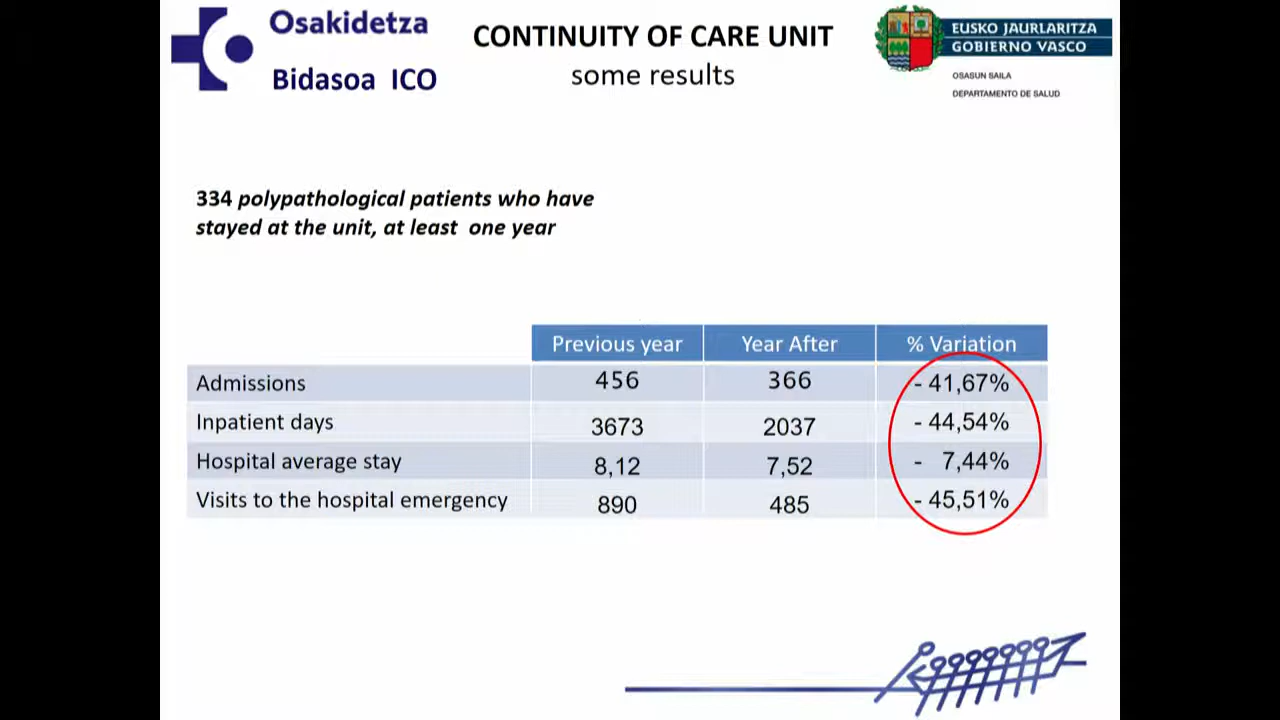 Osakidetza
Bidasoa ICO
CONTINUITY OF CARE UNIT
some results
EUSKO JAURLARITZA
GOBIERNO VASCO
OSASUN SAILA
DEPARTAMENTO DE SALUD
334 polypathological patients who have
stayed at the unit, at least one year
Previous year Year After % Variation
Admissions 456 366 - 41,67%
Inpatient days 3673 2037 - 44,54%
Hospital average stay 8,12 7,52 - 7,44%
Visits to the hospital emergency 890 485 - 45,51%